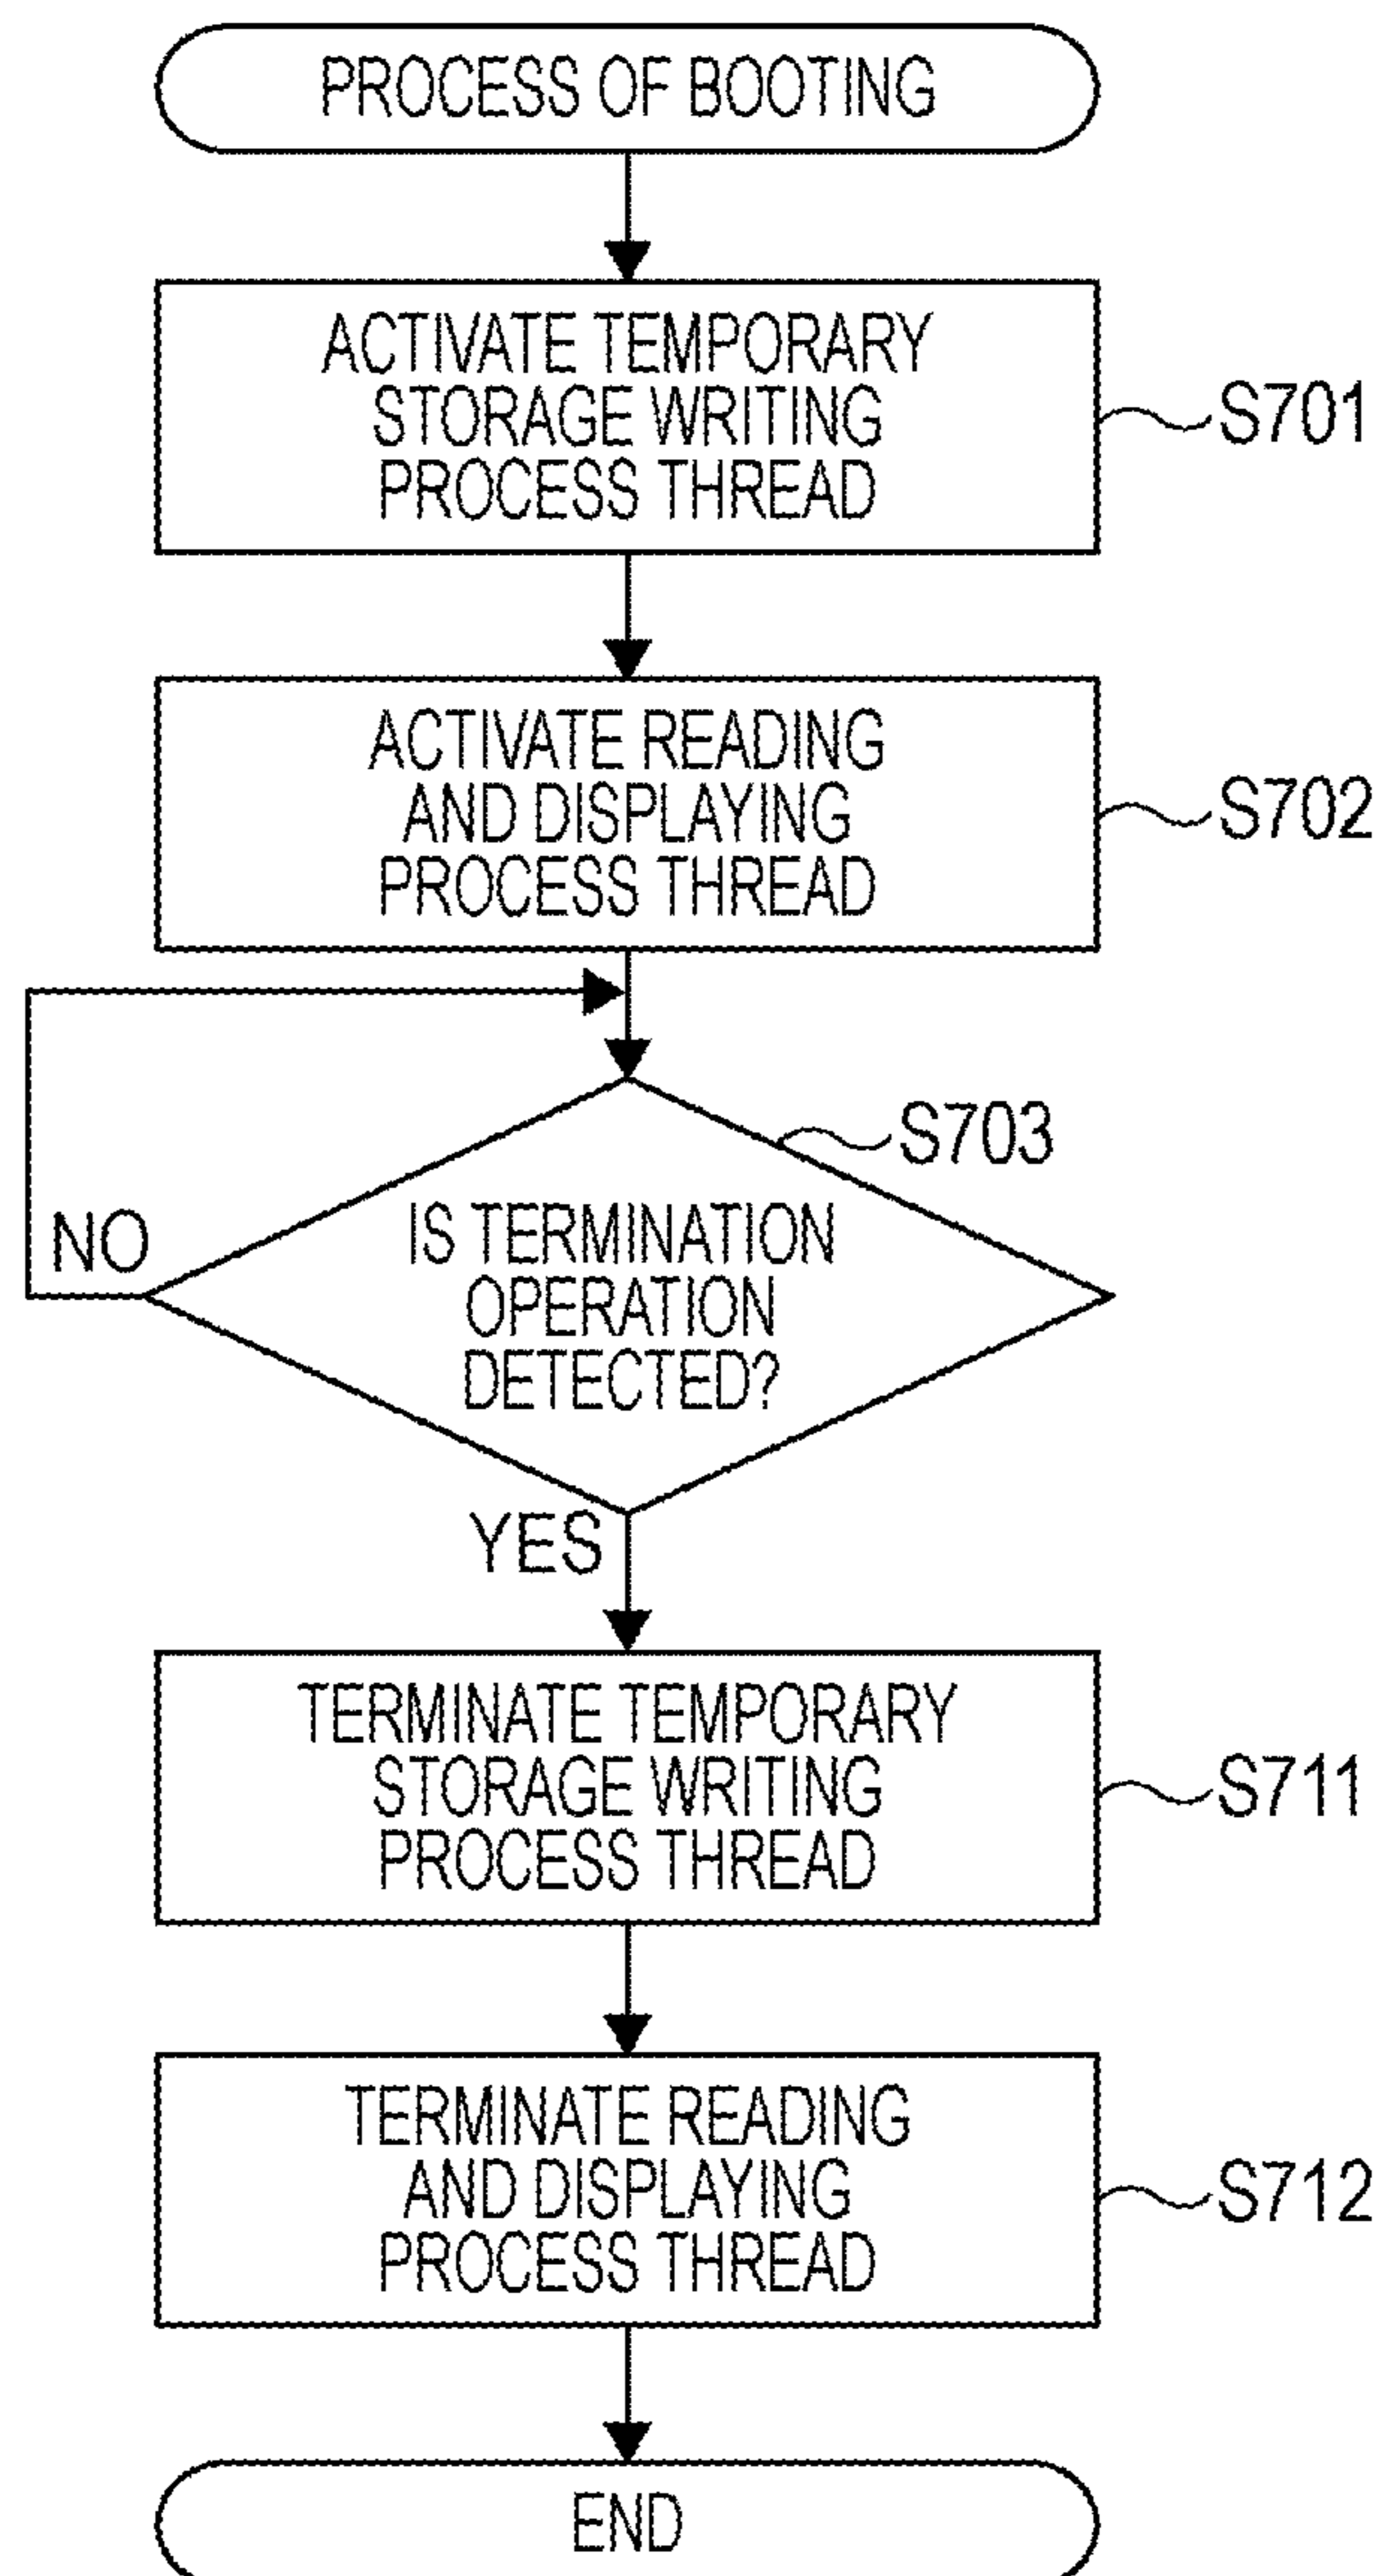 PROCESS OF BOOTING
ACTIVATE TEMPORARY
STORAGE WRITING
PROCESS THREAD
S701
ACTIVATE READING
AND DISPLAYING
PROCESS THREAD
S702
S703
NO
IS TERMINATION
OPERATION
DETECTED?
YES
TERMINATE TEMPORARY
STORAGE WRITING
PROCESS THREAD
S711
TERMINATE READING
AND DISPLAYING
PROCESS THREAD
S712
END